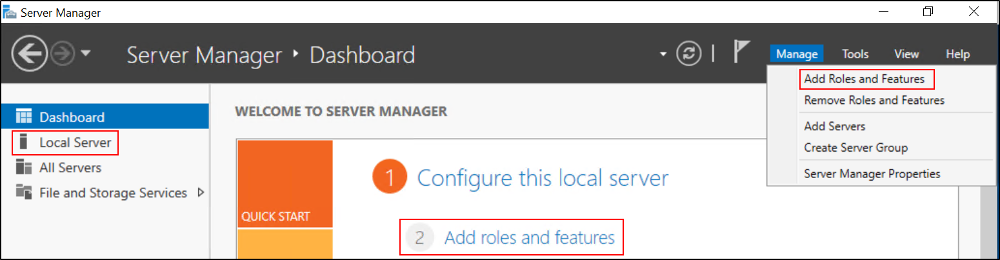 Server Manager
Server Manager Dashboard
Manage Tools View Help
Add Roles and Features
Remove Roles and Features
Add Servers
Create Server Group
Server Manager Properties
Dashboard
Local Server
All Servers
File and Storage Services
WELCOME TO SERVER MANAGER
QUICK START
1 Configure this local server
2 Add roles and features